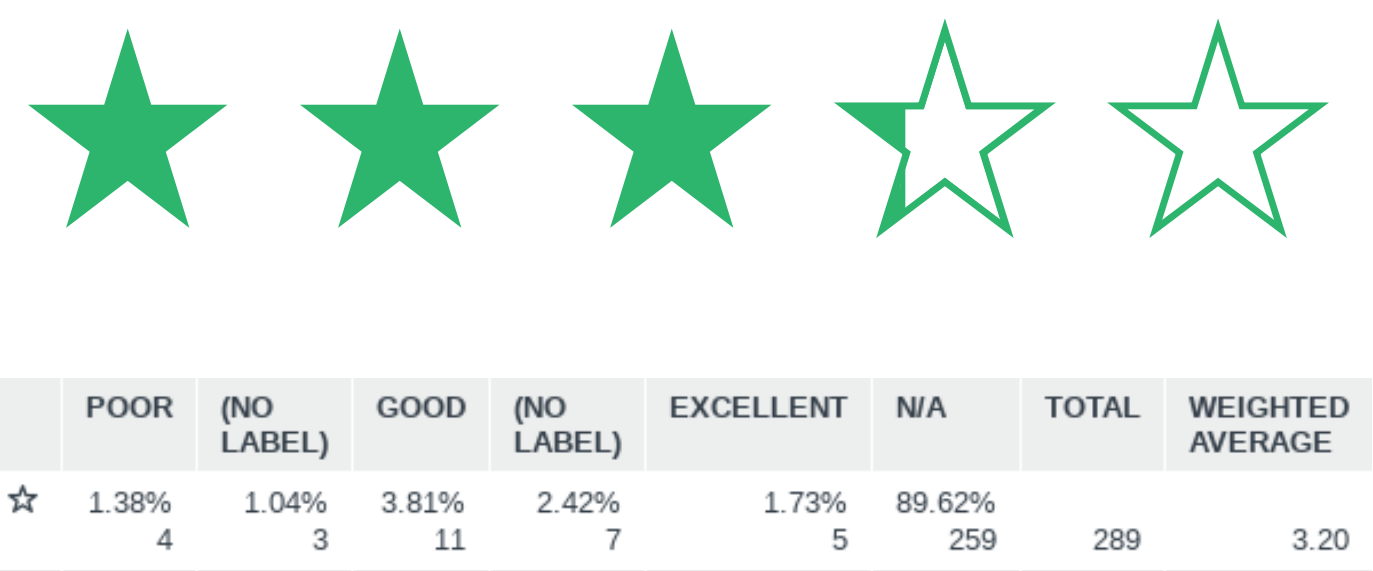 POOR (NO LABEL) GOOD (NO LABEL) EXCELLENT N/A TOTAL WEIGHTED AVERAGE
1.38% 1.04% 3.81% 2.42% 1.73% 89.62%
4 3 11 7 5 259 289 3.20